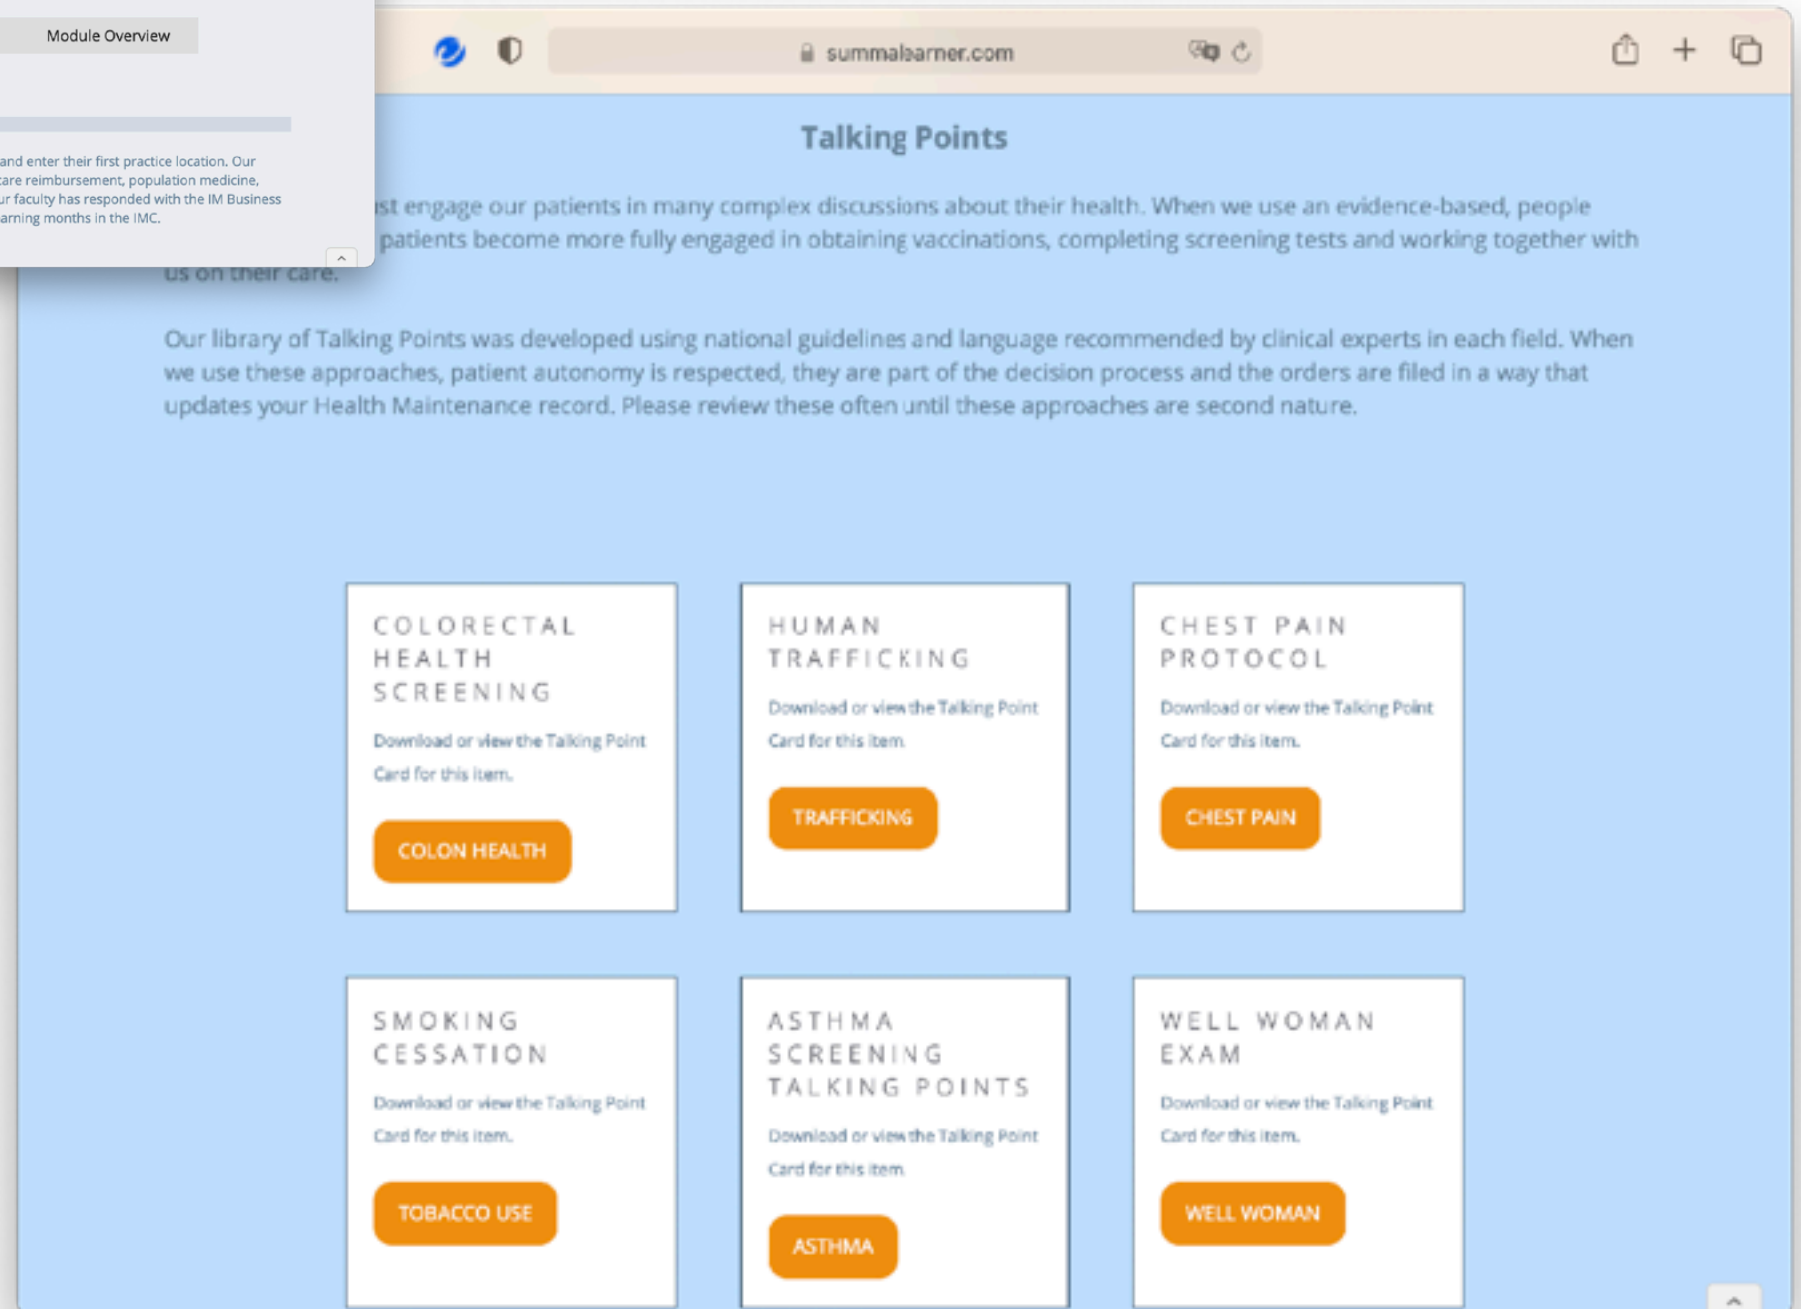 Module Overview
and enter their first practice location. Our
care reimbursement, population medicine,
ur faculty has responded with the IM Business
arning months in the IMC.
summalearner.com
Talking Points
st engage our patients in many complex discussions about their health. When we use an evidence-based, people
patients become more fully engaged in obtaining vaccinations, completing screening tests and working together with
us on their care.
Our library of Talking Points was developed using national guidelines and language recommended by clinical experts in each field. When
we use these approaches, patient autonomy is respected, they are part of the decision process and the orders are filed in a way that
updates your Health Maintenance record. Please review these often until these approaches are second nature.
COLORECTAL
HEALTH
SCREENING
Download or view the Talking Point
Card for this item.
COLON HEALTH
HUMAN
TRAFFICKING
Download or view the Talking Point
Card for this item.
TRAFFICKING
CHEST PAIN
PROTOCOL
Download or view the Talking Point
Card for this item.
CHEST PAIN
SMOKING
CESSATION
Download or view the Talking Point
Card for this item.
TOBACCO USE
ASTHMA
SCREENING
TALKING POINTS
Download or view the Talking Point
Card for this item.
ASTHMA
WELL WOMAN
EXAM
Download or view the Talking Point
Card for this item.
WELL WOMAN